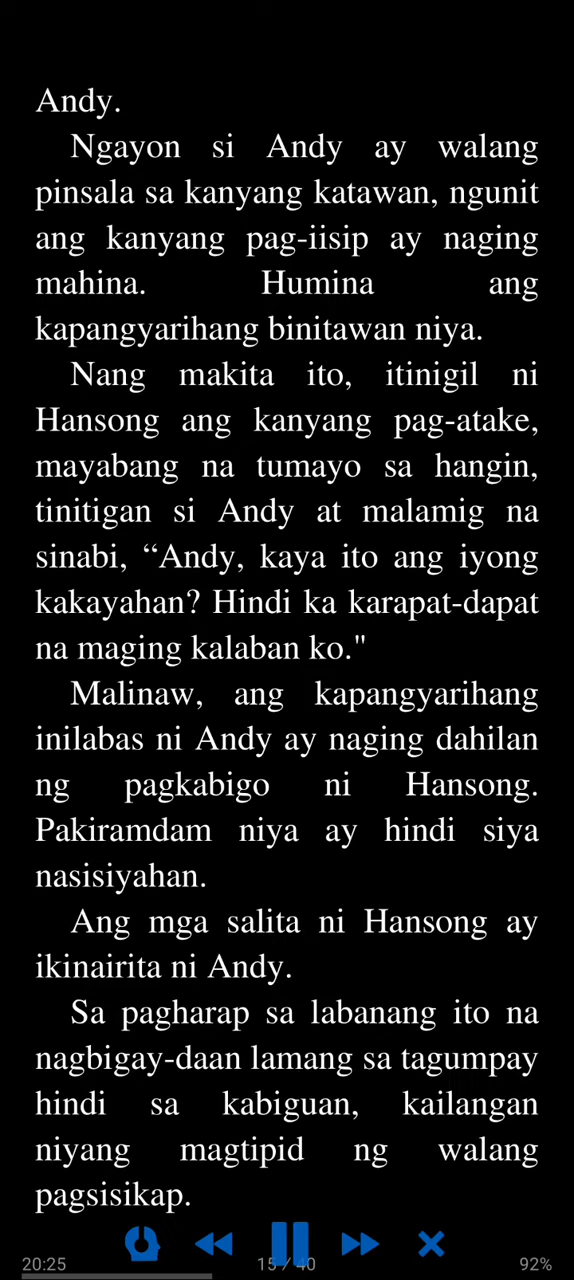 Andy.
Ngayon si Andy ay walang
pinsala sa kanyang katawan, ngunit
ang kanyang pag-iisip ay naging
mahina. Humina ang
kapangyarihang binitawan niya.
Nang makita ito, itinigil ni
Hansong ang kanyang pag-atake,
mayabang na tumayo sa hangin,
tinitigan si Andy at malamig na
sinabi, “Andy, kaya ito ang iyong
kakayahan? Hindi ka karapat-dapat
na maging kalaban ko."
Malinaw, ang kapangyarihang
inilabas ni Andy ay naging dahilan
ng pagkabigo ni Hansong.
Pakiramdam niya ay hindi siya
nasisiyahan.
Ang mga salita ni Hansong ay
ikinairita ni Andy.
Sa pagharap sa labanang ito na
nagbigay-daan lamang sa tagumpay
hindi sa kabiguan, kailangan
niyang magtipid ng walang
pagsisikap.
20:25 15 / 40 92%